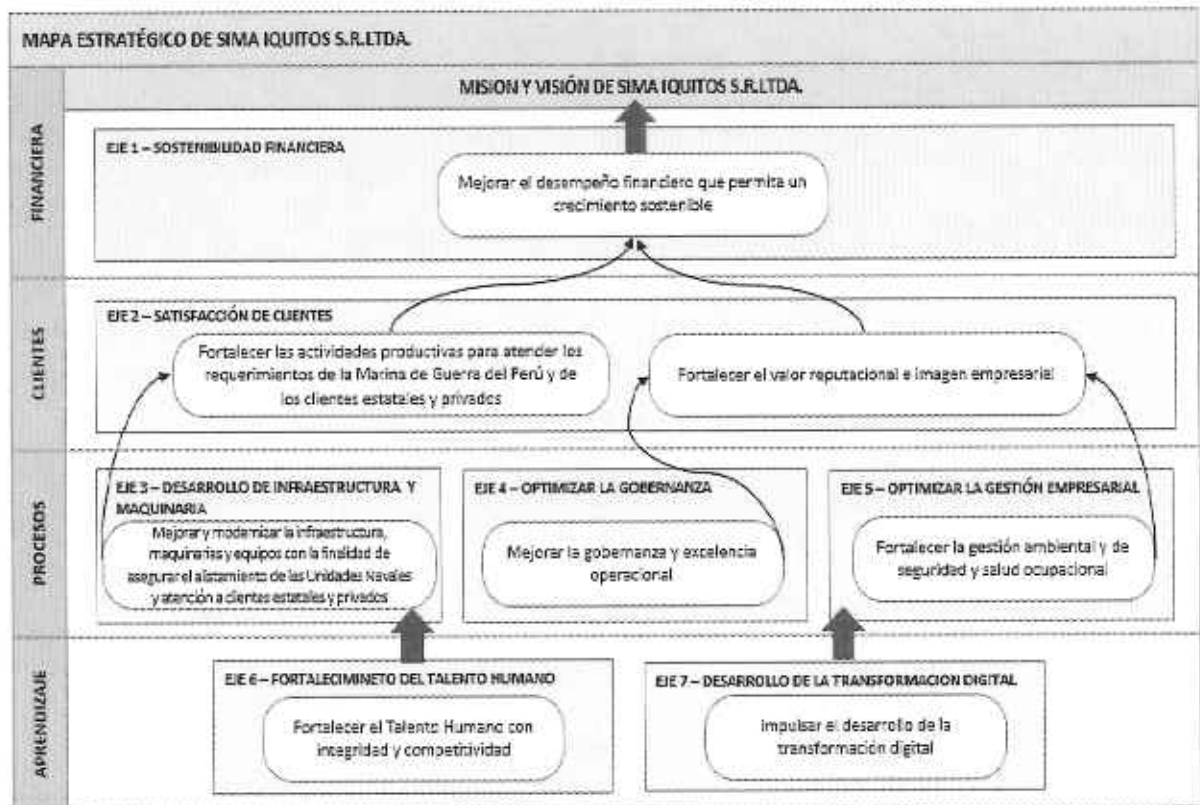 MAPA ESTRATÉGICO DE SIMA IQUITOS S.R.LTDA.
MISION Y VISIÓN DE SIMA IQUITOS S.R.LTDA.
FINANCIERA
EJE 1 – SOSTENIBILIDAD FINANCIERA
Mejorar el desempeño financiero que permita un
crecimiento sostenible
CLIENTES
EJE 2 – SATISFACCIÓN DE CLIENTES
Fortalecer las actividades productivas para atender los
requerimientos de la Marina de Guerra del Perú y de
los clientes estatales y privados
Fortalecer el valor reputacional e imagen empresarial
PROCESOS
EJE 3 – DESARROLLO DE INFRAESTRUCTURA Y
MAQUINARIA
Mejorar y modernizar la infraestructura,
maquinarias y equipos con la finalidad de
asegurar el alistamiento de las Unidades Navales
y atención a clientes estatales y privados
EJE 4 – OPTIMIZAR LA GOBERNANZA
Mejorar la gobernanza y excelencia
operacional
EJE 5 – OPTIMIZAR LA GESTIÓN EMPRESARIAL
Fortalecer la gestión ambiental y de
seguridad y salud ocupacional
APRENDIZAJE
EJE 6 – FORTALECIMINETO DEL TALENTO HUMANO
Fortalecer el Talento Humano con
integridad y competitividad
EJE 7 – DESARROLLO DE LA TRANSFORMACION DIGITAL
Impulsar el desarrollo de la
transformación digital